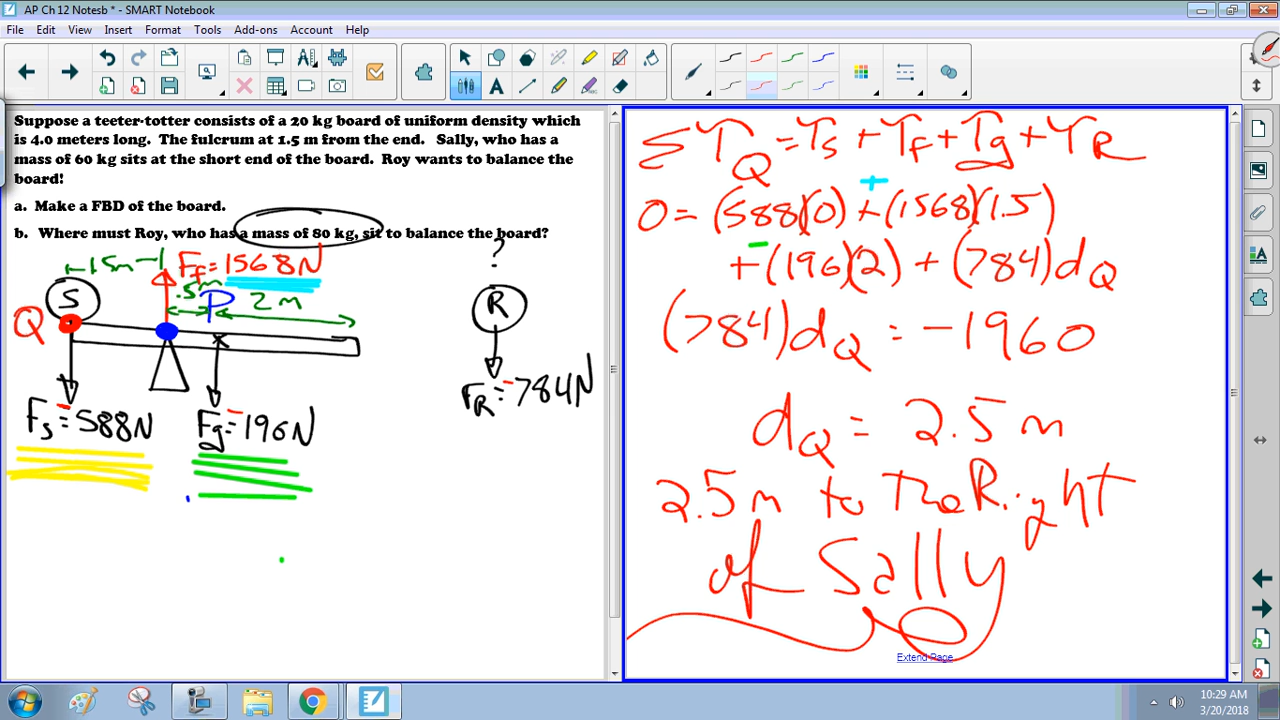 AP Ch 12 Notesb * - SMART Notebook
File Edit View Insert Format Tools Add-ons Account Help
Suppose a teeter-totter consists of a 20 kg board of uniform density which
is 4.0 meters long. The fulcrum at 1.5 m from the end. Sally, who has a
mass of 60 kg sits at the short end of the board. Roy wants to balance the
board!
a. Make a FBD of the board.
b. Where must Roy, who has a mass of 80 kg, sit to balance the board?
1.5m
Ff = 1568N
?
.5m
S
P
2 m
R
Q
Fs = -588N
Fg = -196N
FR = -784N
ΣτQ = τs + τf + τg + τR
0 = (588)(0) + (1568)(1.5)
+ -(196)(2) + (784)dQ
(784)dQ = -1960
dQ = 2.5 m
2.5m to the Right
of Sally
Extend Page
10:29 AM
3/20/2018